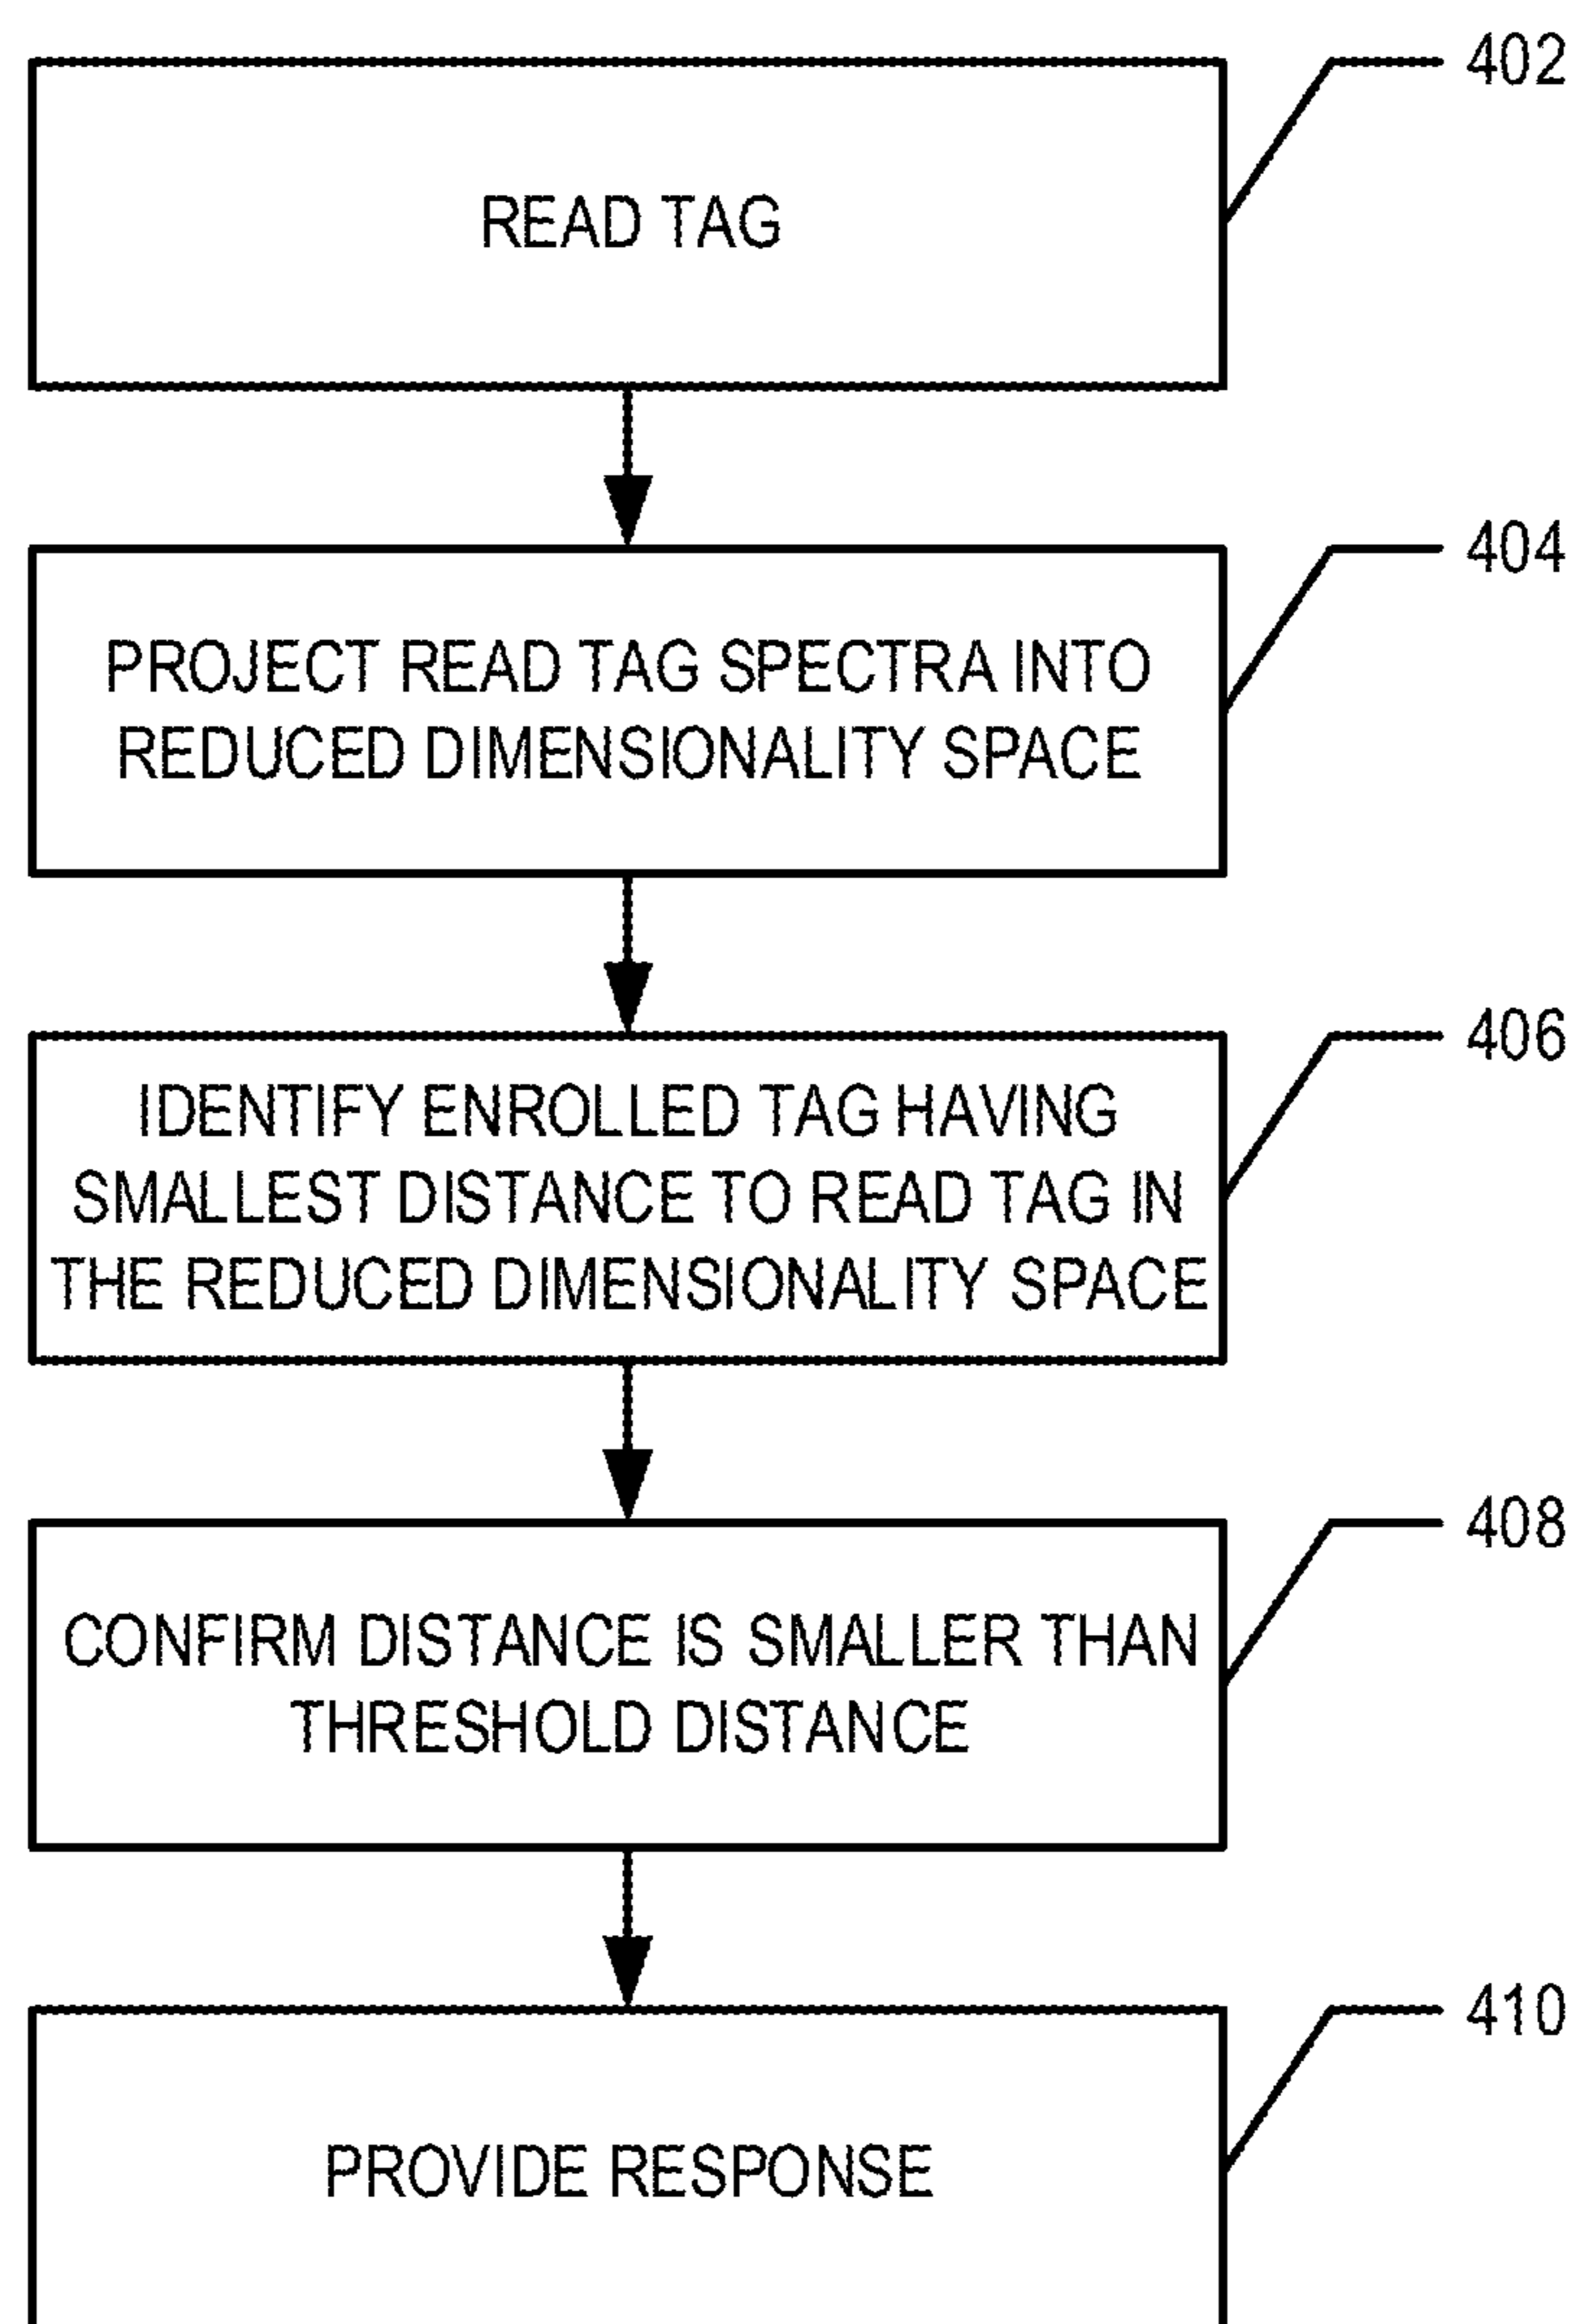 402
READ TAG
404
PROJECT READ TAG SPECTRA INTO
REDUCED DIMENSIONALITY SPACE
406
IDENTIFY ENROLLED TAG HAVING
SMALLEST DISTANCE TO READ TAG IN
THE REDUCED DIMENSIONALITY SPACE
408
CONFIRM DISTANCE IS SMALLER THAN
THRESHOLD DISTANCE
410
PROVIDE RESPONSE